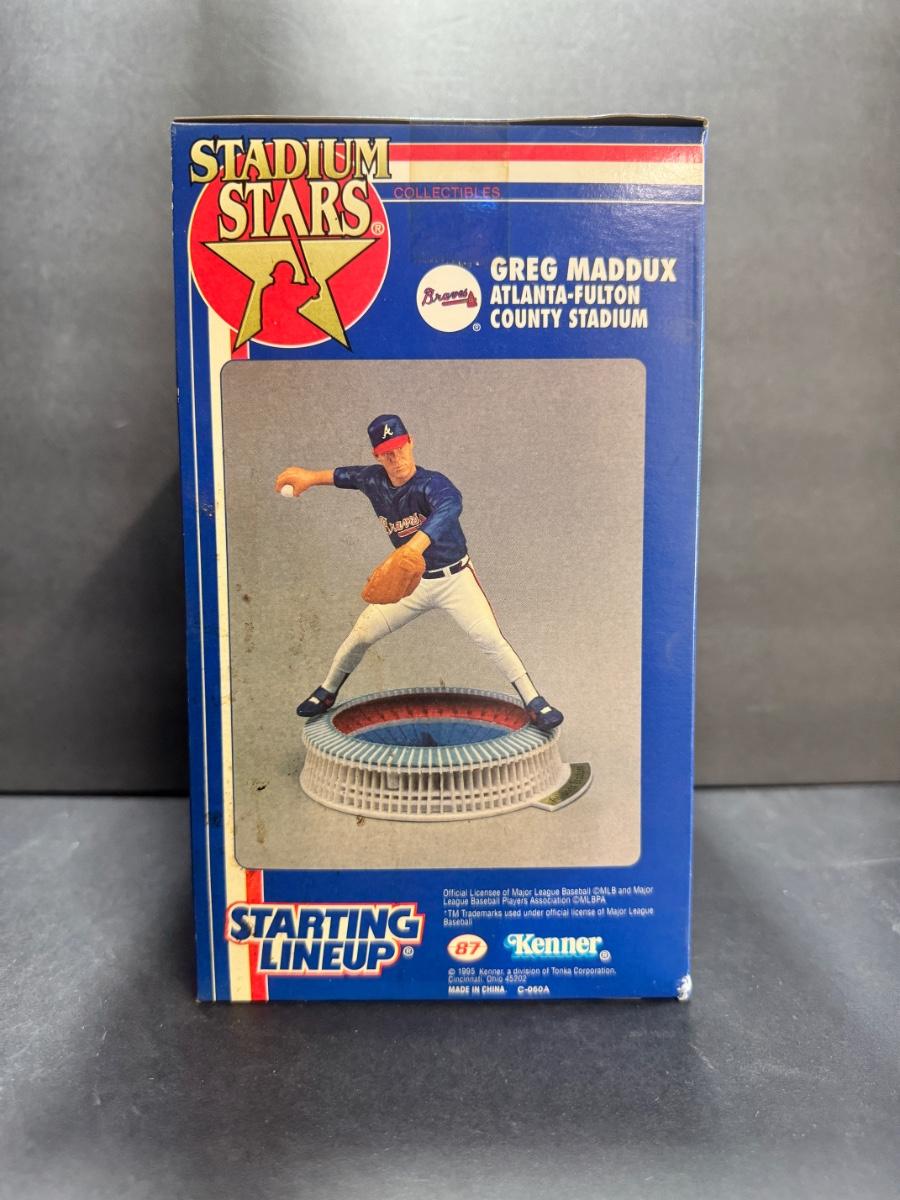 STADIUM
STARS®
COLLECTIBLES
Braves
®
GREG MADDUX
ATLANTA-FULTON
COUNTY STADIUM
A
Braves
Official Licensee of Major League Baseball ©MLB and Major
League Baseball Players Association ©MLBPA
*TM Trademarks used under official license of Major League
Baseball
STARTING
LINEUP®
87
Kenner®
© 1995 Kenner, a division of Tonka Corporation,
Cincinnati, Ohio 45202
MADE IN CHINA. C-060A